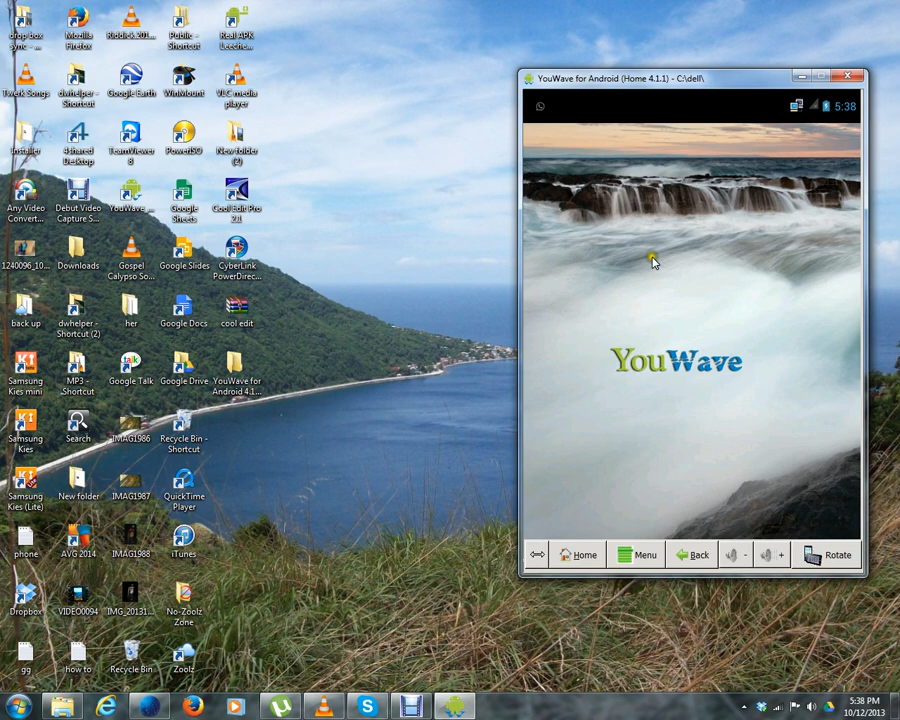 drop box
sync - ...
Mozilla
Firefox
Riddick.201...
Public -
Shortcut
Real APK
Leeche...
Twerk Songs
dwhelper -
Shortcut
Google Earth
WinMount
VLC media
player
Installer
4shared
Desktop
TeamViewer
8
PowerISO
New folder
(2)
Any Video
Convert...
Debut Video
Capture S...
YouWave ...
Google
Sheets
Cool Edit Pro
2.1
1240096_10...
Downloads
Gospel
Calypso So...
Google Slides
CyberLink
PowerDirec...
back up
dwhelper -
Shortcut (2)
her
Google Docs
cool edit
Samsung
Kies mini
MP3 -
Shortcut
talk
Google Talk
Google Drive
YouWave for
Android 4.1...
Samsung
Kies
Search
IMAG1986
Recycle Bin -
Shortcut
Samsung
Kies (Lite)
New folder
IMAG1987
QuickTime
Player
phone
AVG 2014
IMAG1988
iTunes
Dropbox
VIDEO0094
IMG_20131...
No-Zoolz
Zone
gg
how to
Recycle Bin
Zoolz
YouWave for Android (Home 4.1.1) - C:\dell\
5:38
YouWave
Home
Menu
Back
-
+
Rotate
5:38 PM
10/12/2013